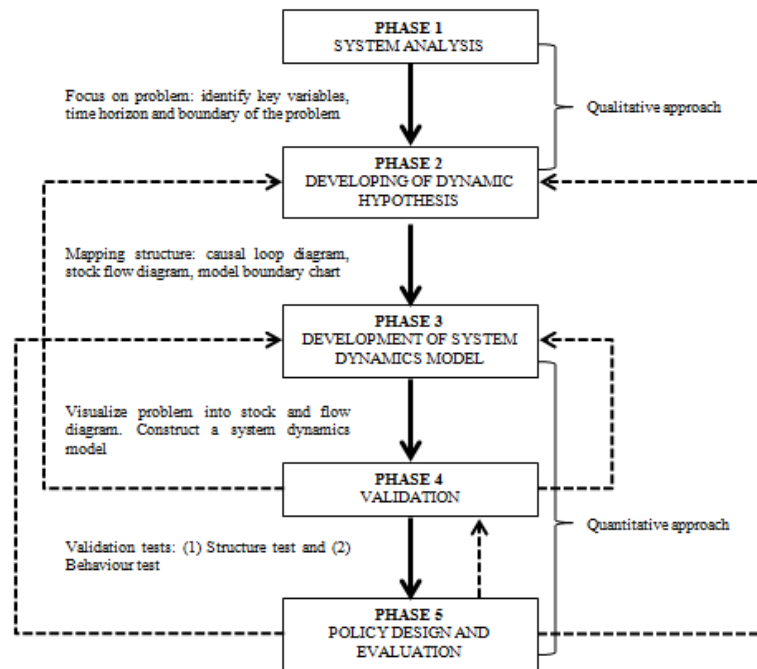 PHASE 1
SYSTEM ANALYSIS
Focus on problem: identify key variables,
time horizon and boundary of the problem
Qualitative approach
PHASE 2
DEVELOPING OF DYNAMIC
HYPOTHESIS
Mapping structure: causal loop diagram,
stock flow diagram, model boundary chart
PHASE 3
DEVELOPMENT OF SYSTEM
DYNAMICS MODEL
Visualize problem into stock and flow
diagram. Construct a system dynamics
model
PHASE 4
VALIDATION
Quantitative approach
Validation tests: (1) Structure test and (2)
Behaviour test
PHASE 5
POLICY DESIGN AND
EVALUATION